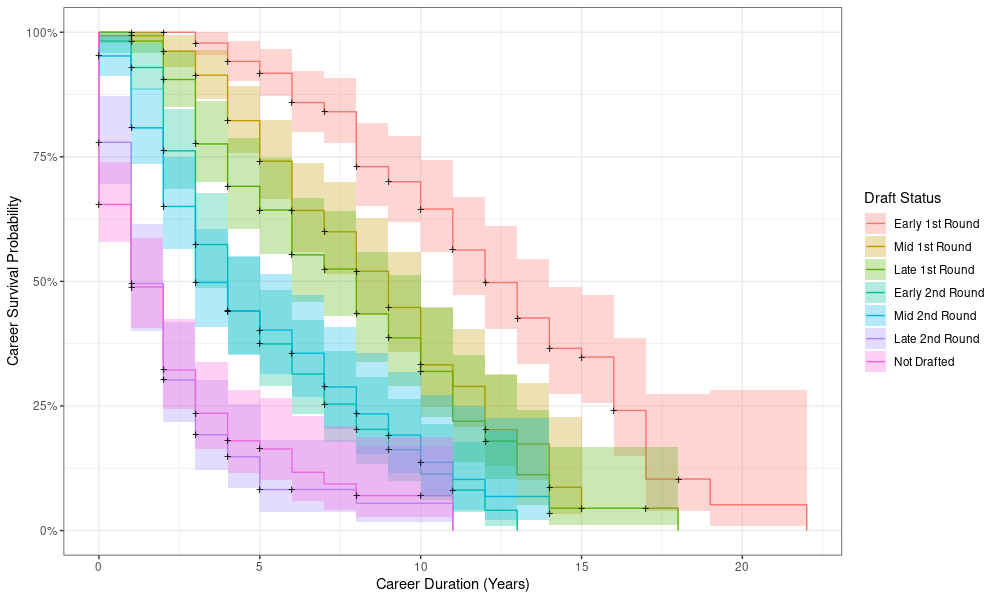 100%
75%
50%
25%
0%
Career Survival Probability
0
5
10
15
20
Career Duration (Years)
Draft Status
Early 1st Round
Mid 1st Round
Late 1st Round
Early 2nd Round
Mid 2nd Round
Late 2nd Round
Not Drafted